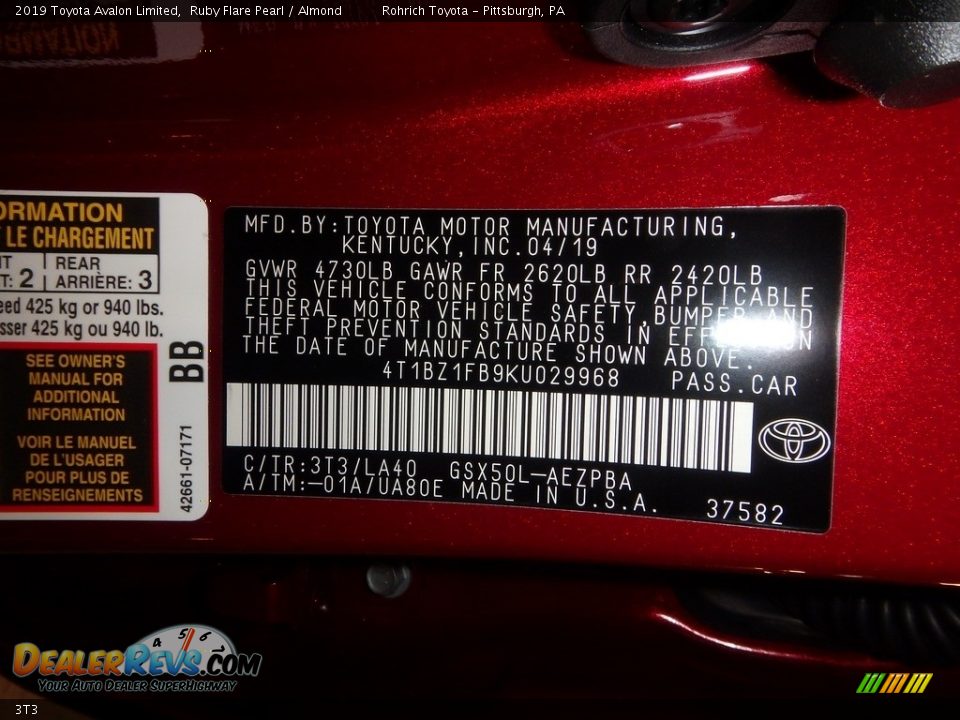 2019 Toyota Avalon Limited, Ruby Flare Pearl / Almond Rohrich Toyota - Pittsburgh, PA
ORMATION
LE CHARGEMENT
REAR
: 2 ARRIÈRE: 3
eed 425 kg or 940 lbs.
sser 425 kg ou 940 lb.
SEE OWNER'S
MANUAL FOR
ADDITIONAL
INFORMATION
VOIR LE MANUEL
DE L'USAGER
POUR PLUS DE
RENSEIGNEMENTS
BB
42661-07171
MFD.BY:TOYOTA MOTOR MANUFACTURING,
KENTUCKY,INC.04/19
GVWR 4730LB GAWR FR 2620LB RR 2420LB
THIS VEHICLE CONFORMS TO ALL APPLICABLE
FEDERAL MOTOR VEHICLE SAFETY, BUMPER AND
THEFT PREVENTION STANDARDS IN EFFECT ON
THE DATE OF MANUFACTURE SHOWN ABOVE.
4T1BZ1FB9KU029968 PASS.CAR
C/TR:3T3/LA40 GSX50L-AEZPBA
A/TM:-01A/UA80E MADE IN U.S.A.
37582
4 5 6
DEALERREVS.COM
YOUR AUTO DEALER SUPERHIGHWAY
3T3